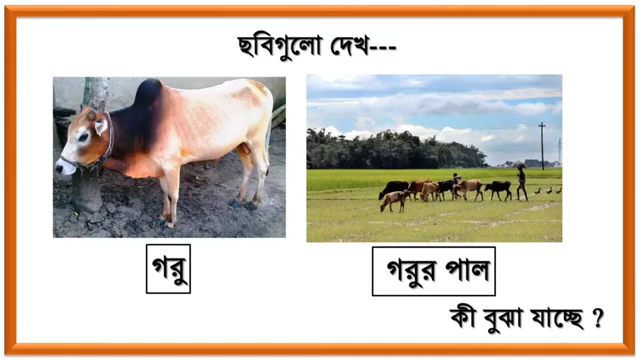 ছবিগুলো দেখ---
গরু
গরুর পাল
কী বুঝা যাচ্ছে ?